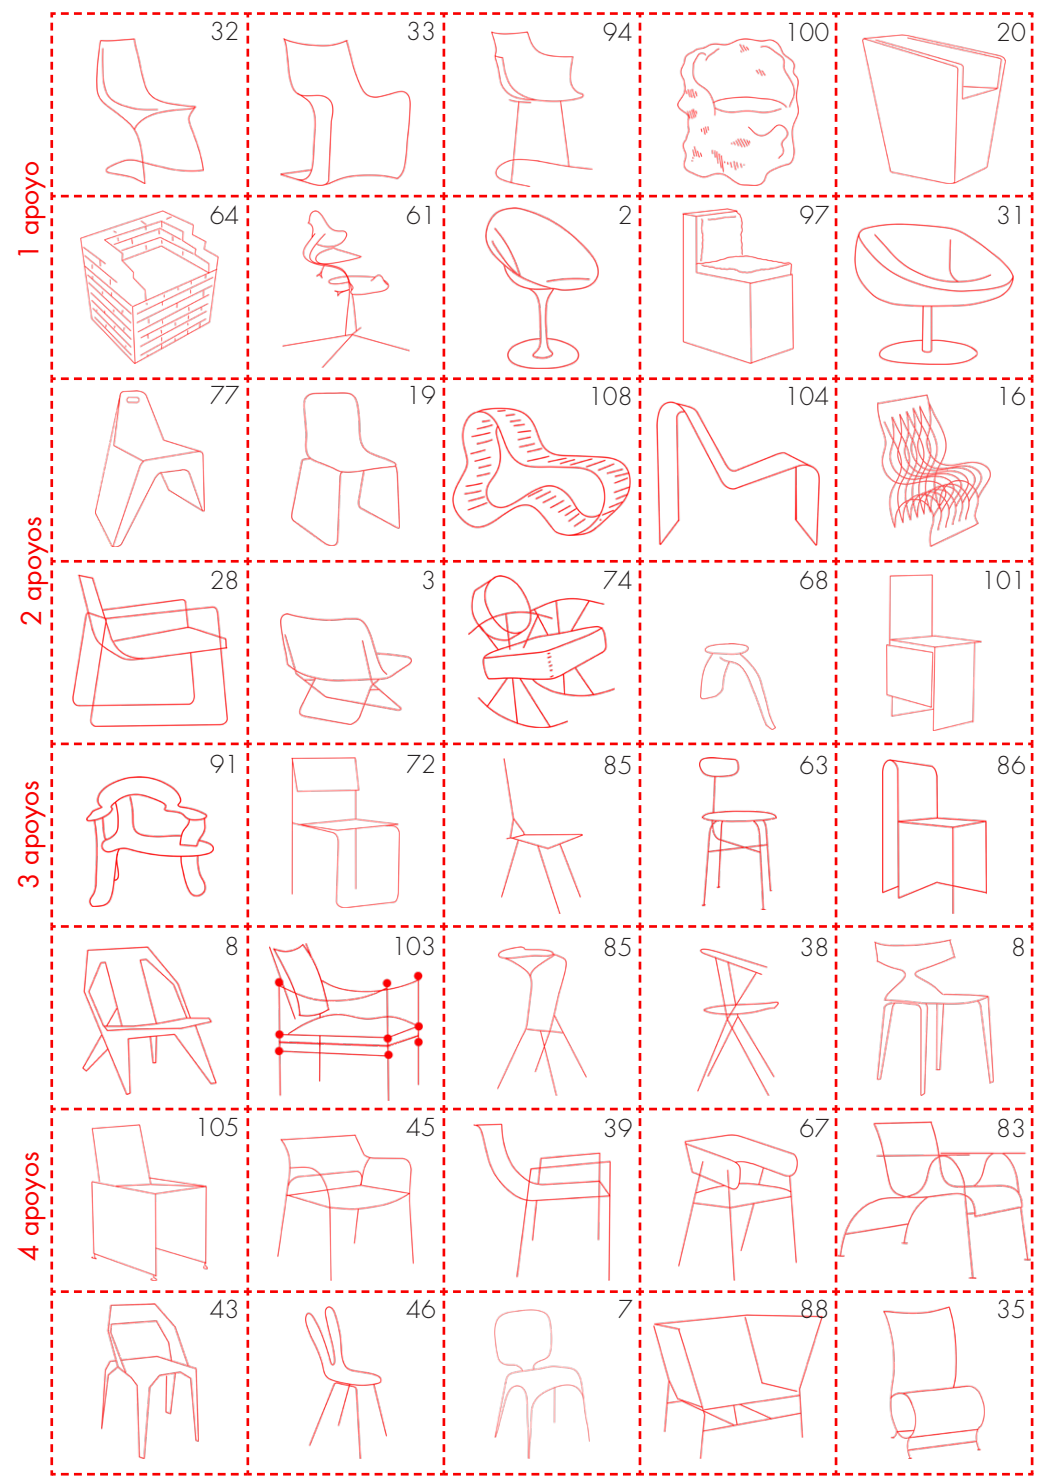 1 apoyo
32 33 94 100 20
64 61 2 97 31
2 apoyos
77 19 108 104 16
28 3 74 68 101
3 apoyos
91 72 85 63 86
8 103 85 38 8
4 apoyos
105 45 39 67 83
43 46 7 88 35